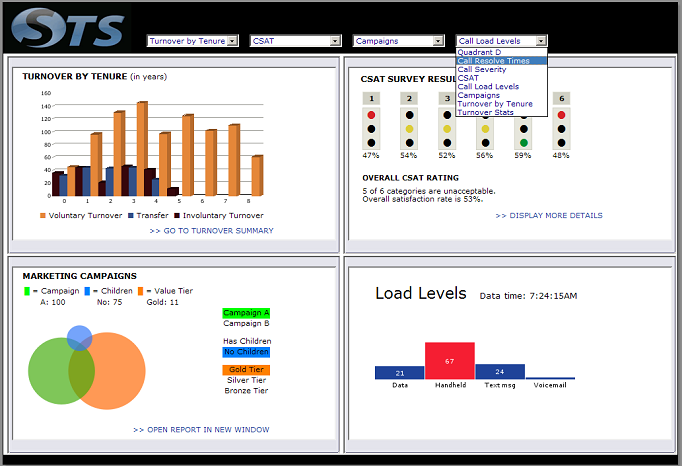 STS
Turnover by Tenure
CSAT
Campaigns
Call Load Levels
Quadrant D
Call Resolve Times
Call Severity
CSAT
Call Load Levels
Campaigns
Turnover by Tenure
Turnover Stats
TURNOVER BY TENURE (in years)
160
140
120
100
80
60
40
20
0
0 1 2 3 4 5 6 7 8
Voluntary Turnover Transfer Involuntary Turnover
>> GO TO TURNOVER SUMMARY
CSAT SURVEY RESUL
1 2 3 6
47% 54% 52% 56% 59% 48%
OVERALL CSAT RATING
5 of 6 categories are unacceptable.
Overall satisfaction rate is 53%.
>> DISPLAY MORE DETAILS
MARKETING CAMPAIGNS
= Campaign = Children = Value Tier
A: 100 No: 75 Gold: 11
Campaign A
Campaign B
Has Children
No Children
Gold Tier
Silver Tier
Bronze Tier
>> OPEN REPORT IN NEW WINDOW
Load Levels Data time: 7:24:15AM
21 67 24
Data Handheld Text msg Voicemail